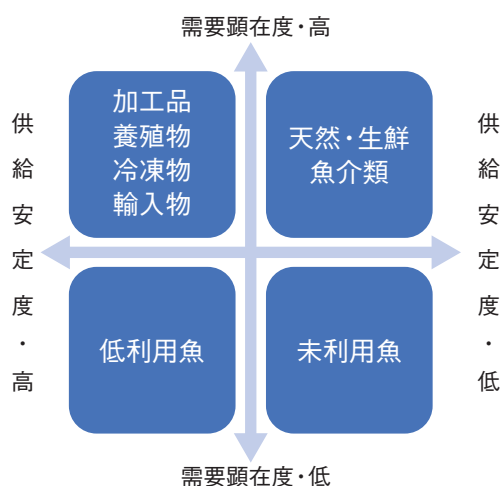 需要顕在度・高
供給安定度・高
加工品
養殖物
冷凍物
輸入物
天然・生鮮
魚介類
供給安定度・低
低利用魚
未利用魚
需要顕在度・低